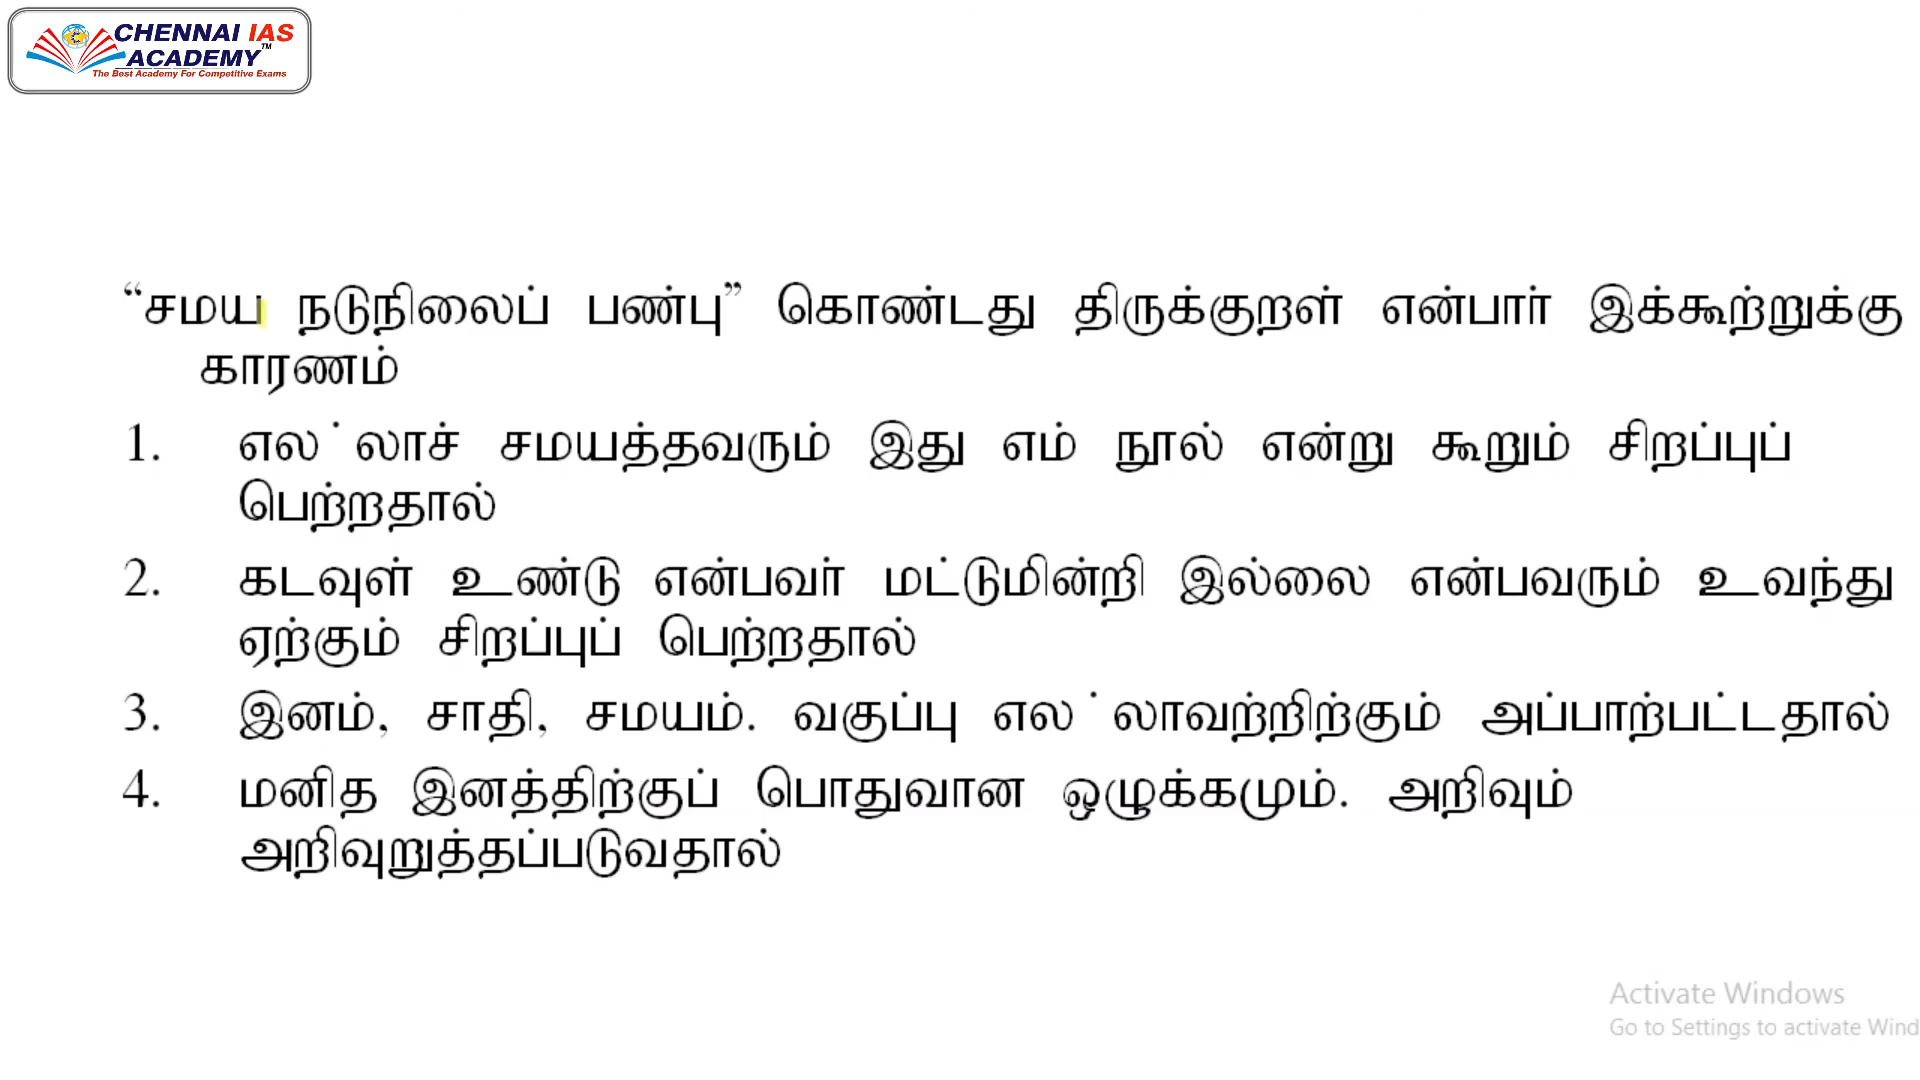 CHENNAI IAS
ACADEMY™
The Best Academy For Competitive Exams
“சமய நடுநிலைப் பண்பு” கொண்டது திருக்குறள் என்பார் இக்கூற்றுக்கு
காரணம்
1. எல்லாச் சமயத்தவரும் இது எம் நூல் என்று கூறும் சிறப்புப்
பெற்றதால்
2. கடவுள் உண்டு என்பவர் மட்டுமின்றி இல்லை என்பவரும் உவந்து
ஏற்கும் சிறப்புப் பெற்றதால்
3. இனம், சாதி, சமயம். வகுப்பு எல்லாவற்றிற்கும் அப்பாற்பட்டதால்
4. மனித இனத்திற்குப் பொதுவான ஒழுக்கமும். அறிவும்
அறிவுறுத்தப்படுவதால்
Activate Windows
Go to Settings to activate Wind